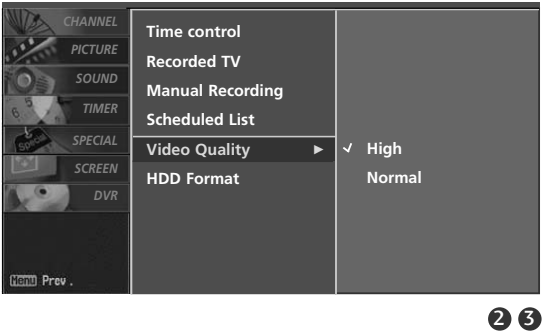 CHANNEL
PICTURE
SOUND
TIMER
SPECIAL
SCREEN
DVR
Menu Prev.
Time control
Recorded TV
Manual Recording
Scheduled List
Video Quality ►
HDD Format
✓ High
Normal
2 3